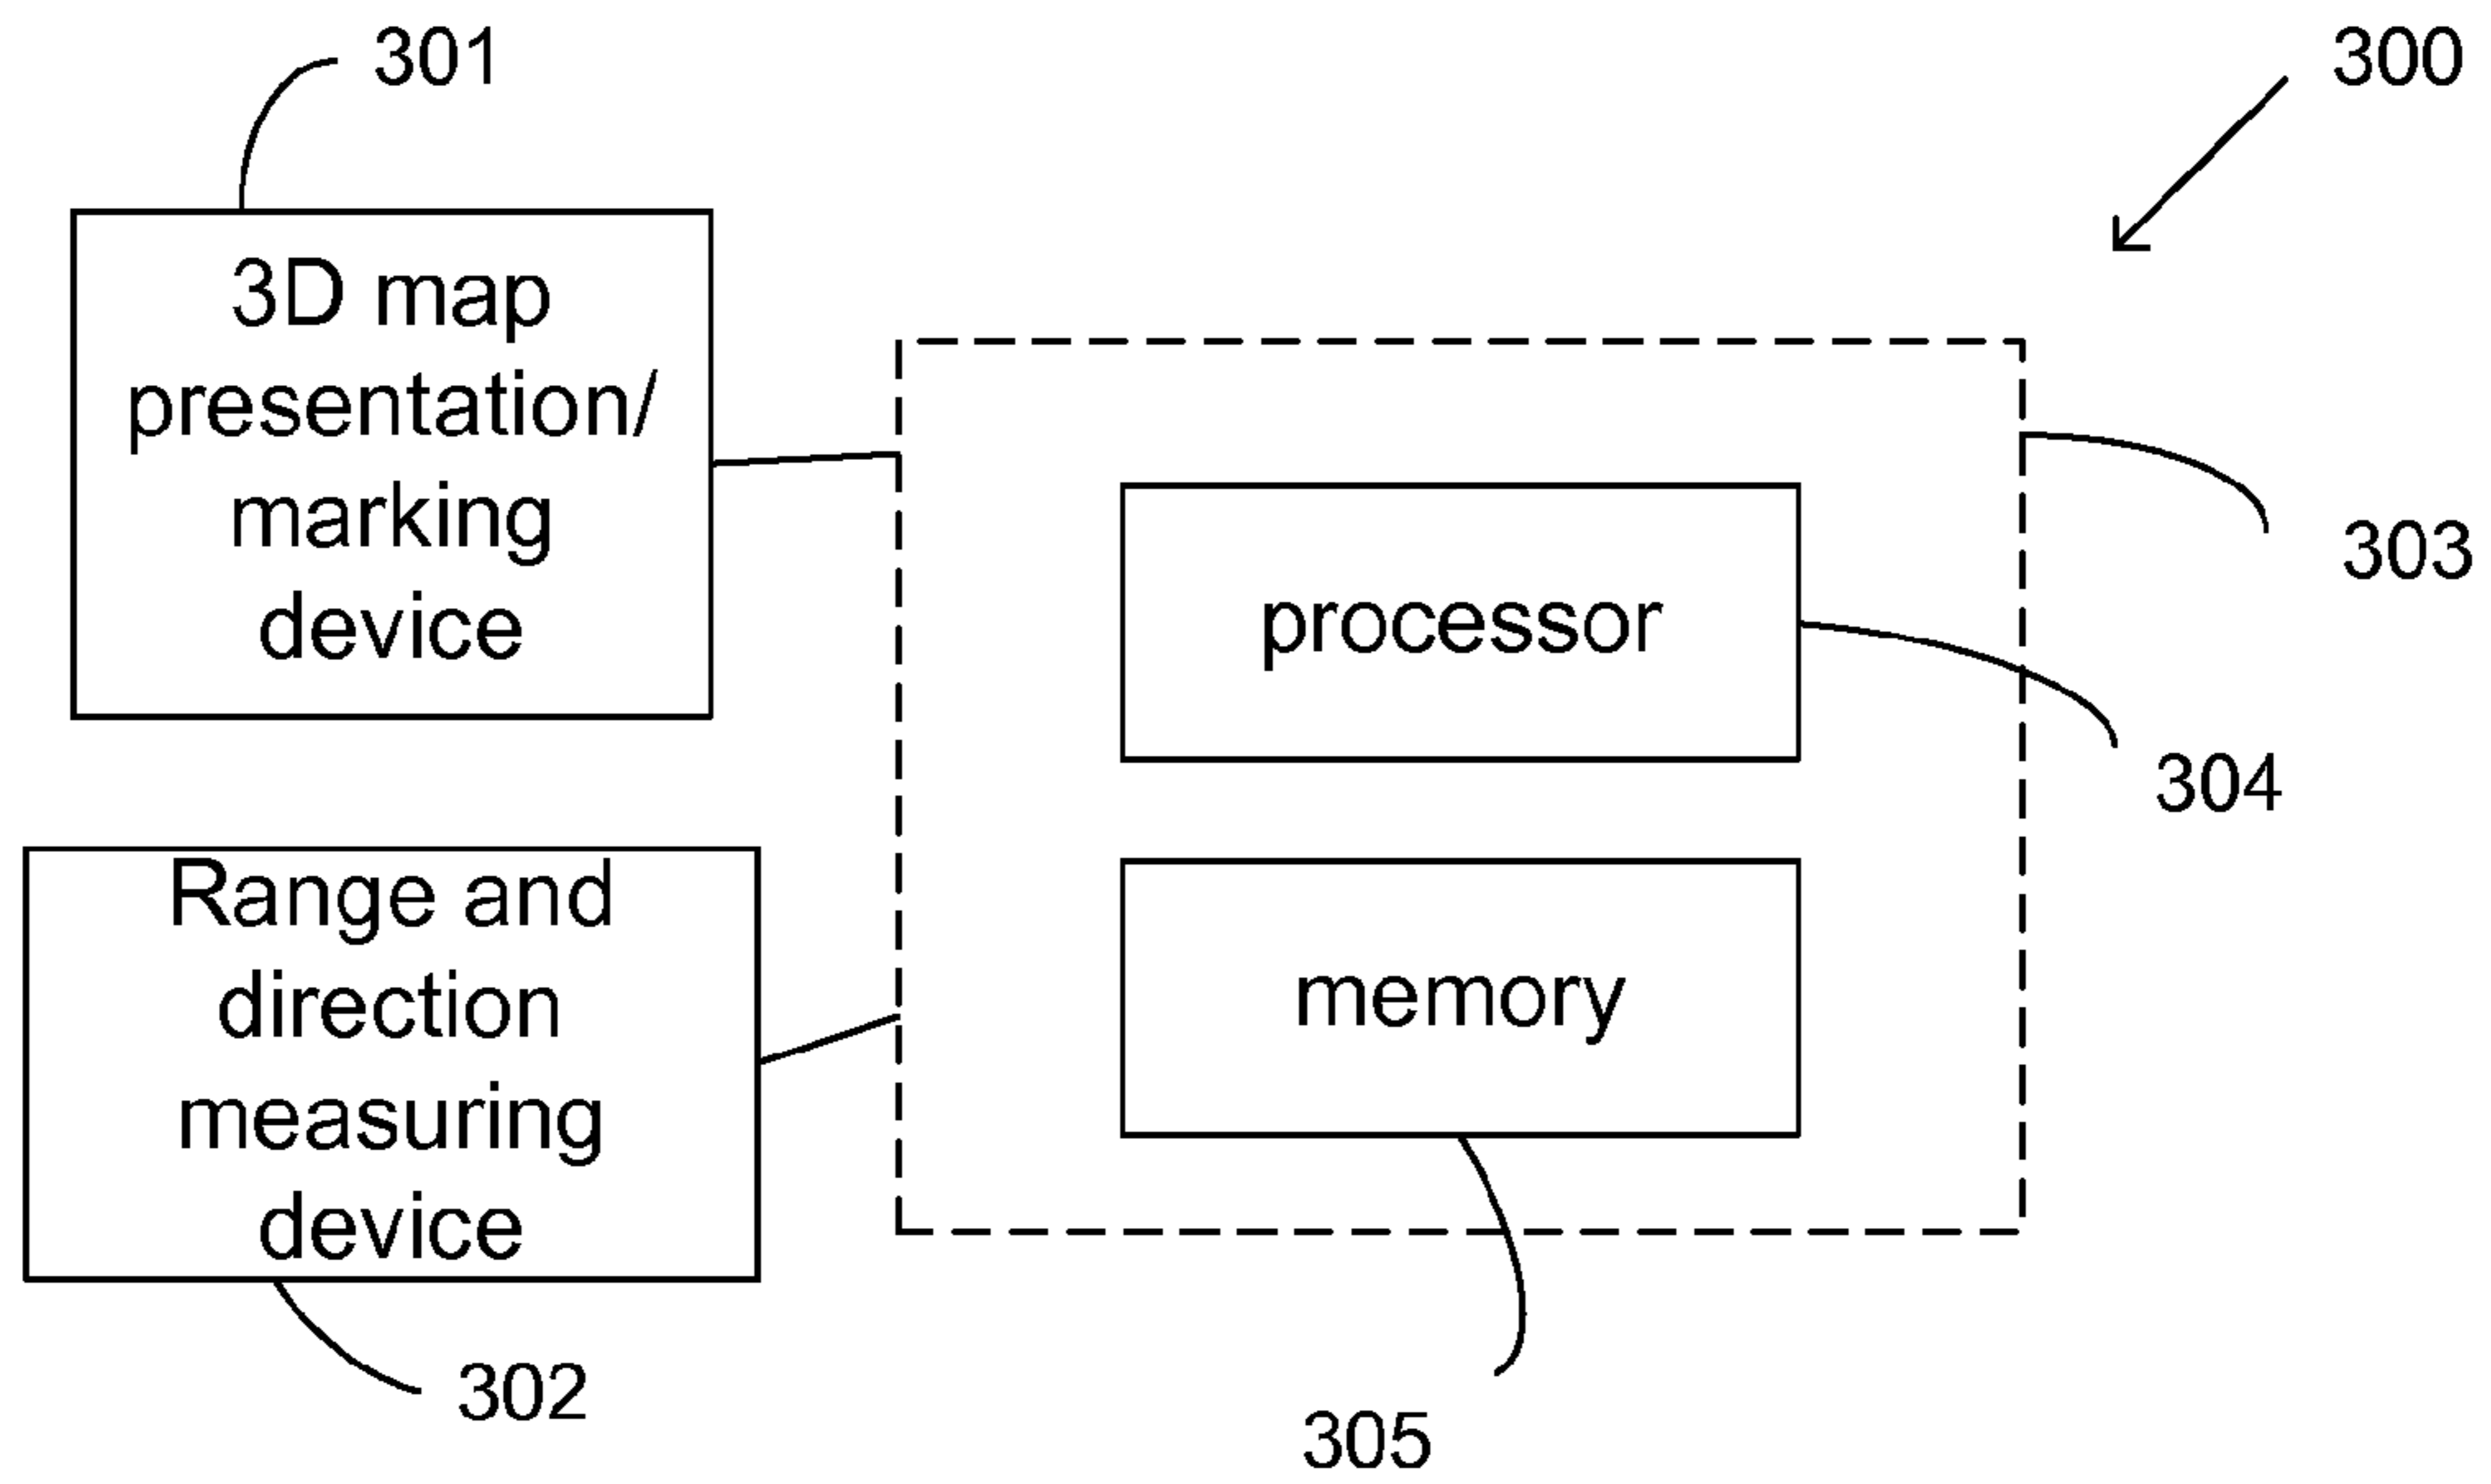 301
300
3D map
presentation/
marking
device
303
processor
304
Range and
direction
measuring
device
memory
302
305